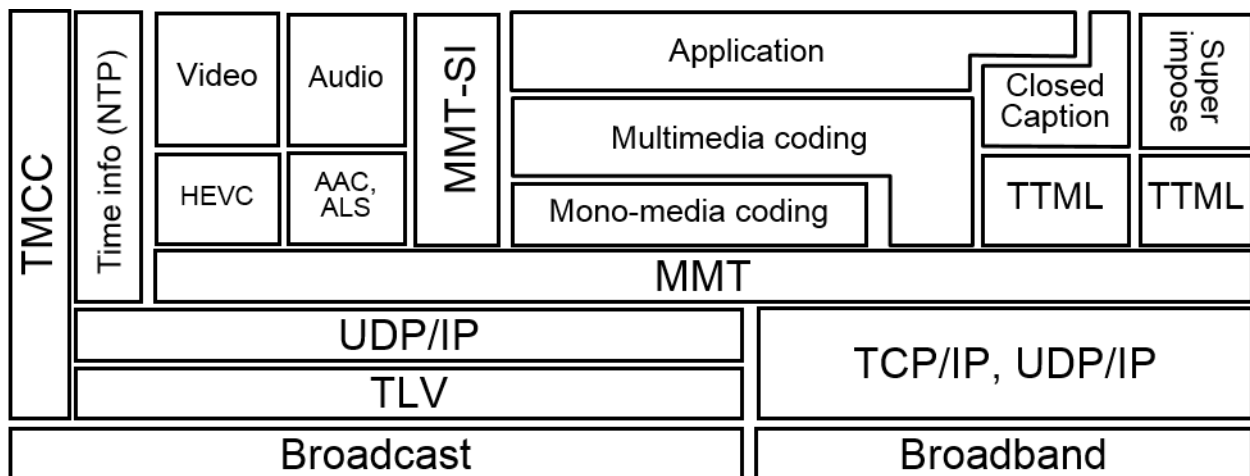 TMCC
Time info (NTP)
Video
Audio
MMT-SI
Application
Closed
Caption
Super
impose
Multimedia coding
HEVC
AAC,
ALS
Mono-media coding
TTML
TTML
MMT
UDP/IP
TCP/IP, UDP/IP
TLV
Broadcast
Broadband